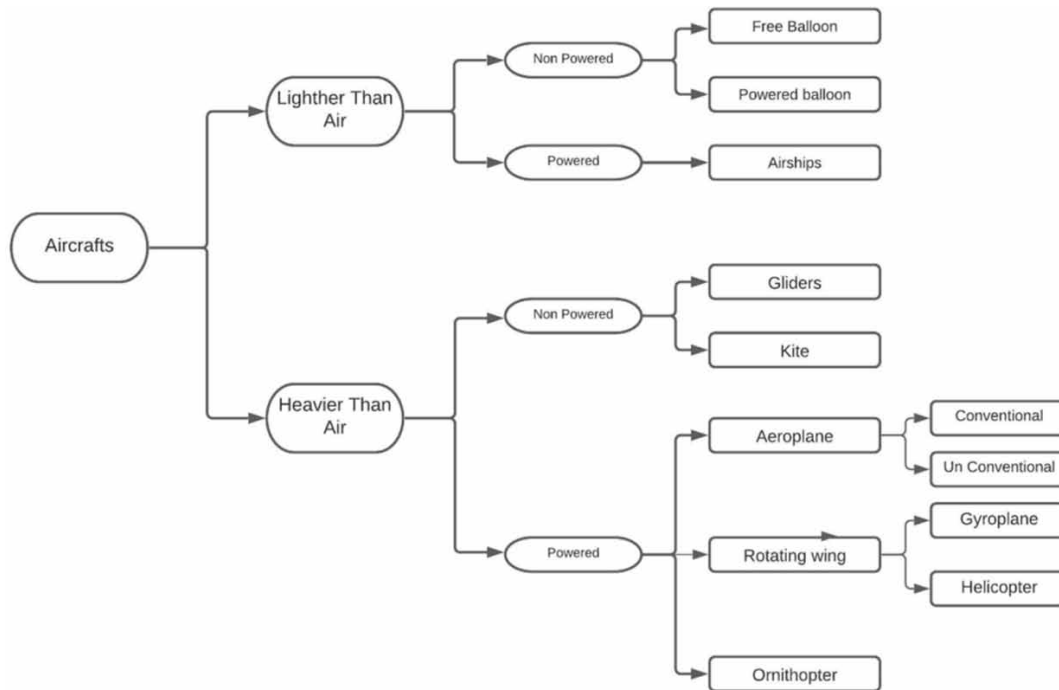 Free Balloon
Non Powered
Lighther Than
Air
Powered balloon
Powered
Airships
Aircrafts
Gliders
Non Powered
Kite
Heavier Than
Air
Aeroplane
Conventional
Un Conventional
Powered
Rotating wing
Gyroplane
Helicopter
Ornithopter